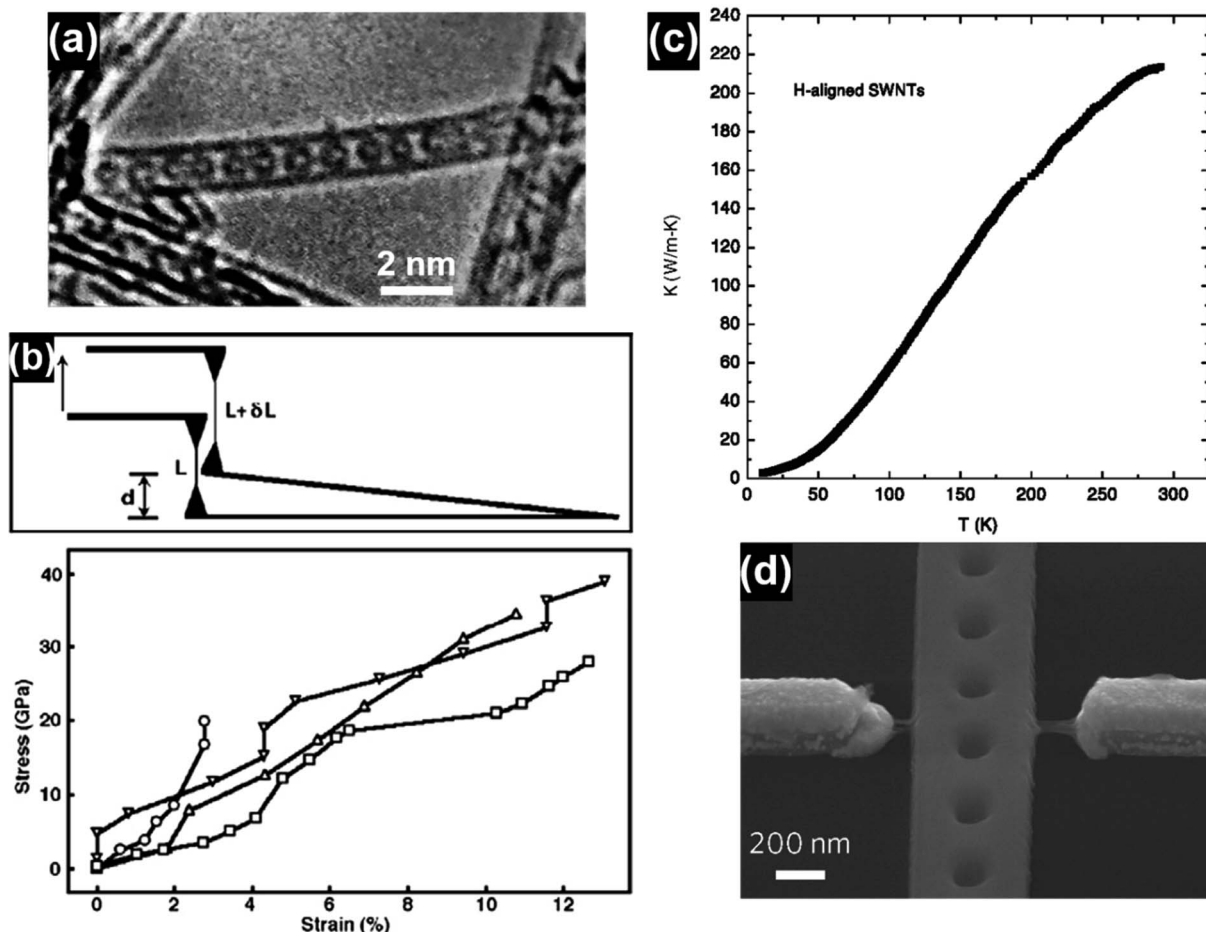 (a)
2 nm
(b)
L+ δL
L
d
40
30
20
10
0
Stress (GPa)
0 2 4 6 8 10 12
Strain (%)
(c)
240
220
200
180
160
140
120
100
80
60
40
20
0
K (W/m-K)
H-aligned SWNTs
0 50 100 150 200 250 300
T (K)
(d)
200 nm